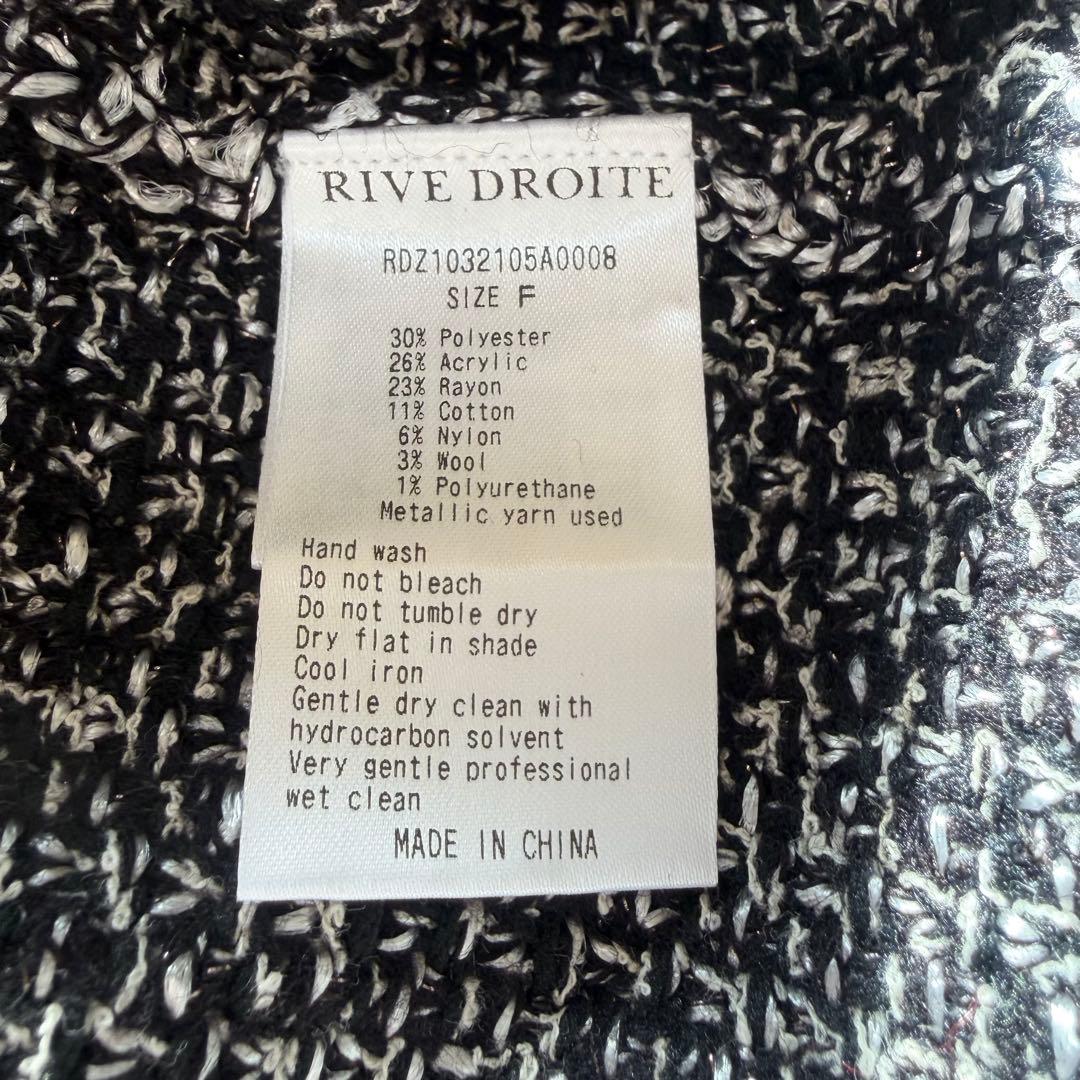 RIVE DROITE
RDZ1032105A0008
SIZE F
30% Polyester
26% Acrylic
23% Rayon
11% Cotton
6% Nylon
3% Wool
1% Polyurethane
Metallic yarn used
Hand wash
Do not bleach
Do not tumble dry
Dry flat in shade
Cool iron
Gentle dry clean with
hydrocarbon solvent
Very gentle professional
wet clean
MADE IN CHINA